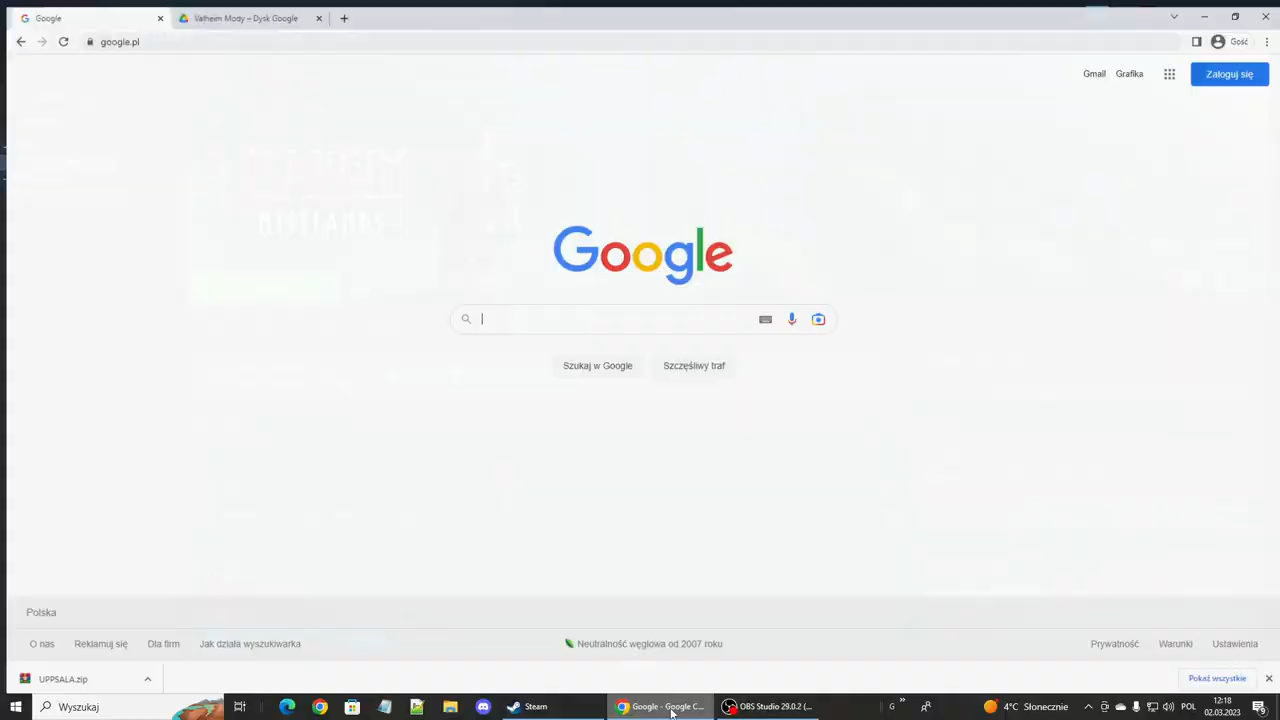 Google
Valheim Mody – Dysk Google
google.pl
Gość
Gmail
Grafika
Zaloguj się
MISTLANDS
Google
Szukaj w Google
Szczęśliwy traf
Polska
O nas
Reklamuj się
Dla firm
Jak działa wyszukiwarka
Neutralność węglowa od 2007 roku
Prywatność
Warunki
Ustawienia
UPPSALA.zip
Pokaż wszystkie
Wyszukaj
Steam
Google - Google C...
OBS Studio 29.0.2 (...
G
»
4°C Słonecznie
POL
12:18
02.03.2023
3